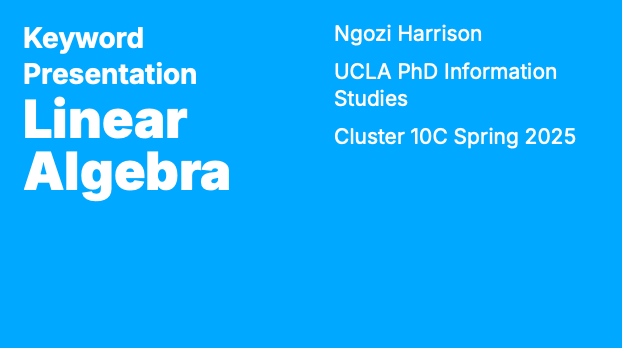 Keyword
Presentation
Linear
Algebra
Ngozi Harrison
UCLA PhD Information
Studies
Cluster 10C Spring 2025